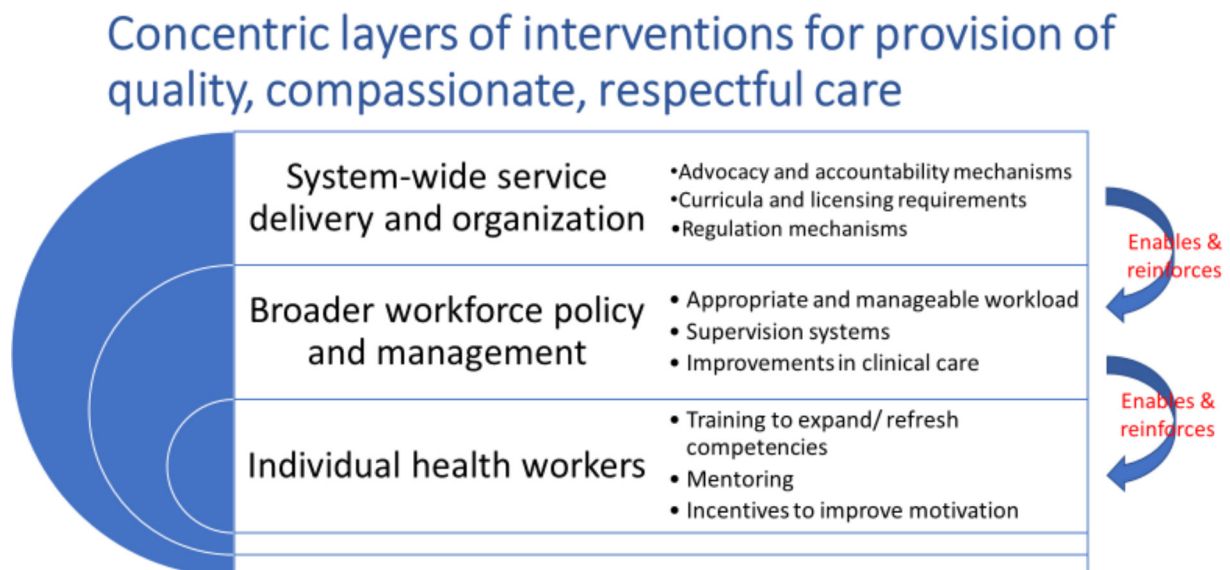 Concentric layers of interventions for provision of
quality, compassionate, respectful care
System-wide service
delivery and organization
•Advocacy and accountability mechanisms
•Curricula and licensing requirements
•Regulation mechanisms
Enables &
reinforces
Broader workforce policy
and management
• Appropriate and manageable workload
• Supervision systems
• Improvements in clinical care
Enables &
reinforces
Individual health workers
• Training to expand/ refresh
competencies
• Mentoring
• Incentives to improve motivation